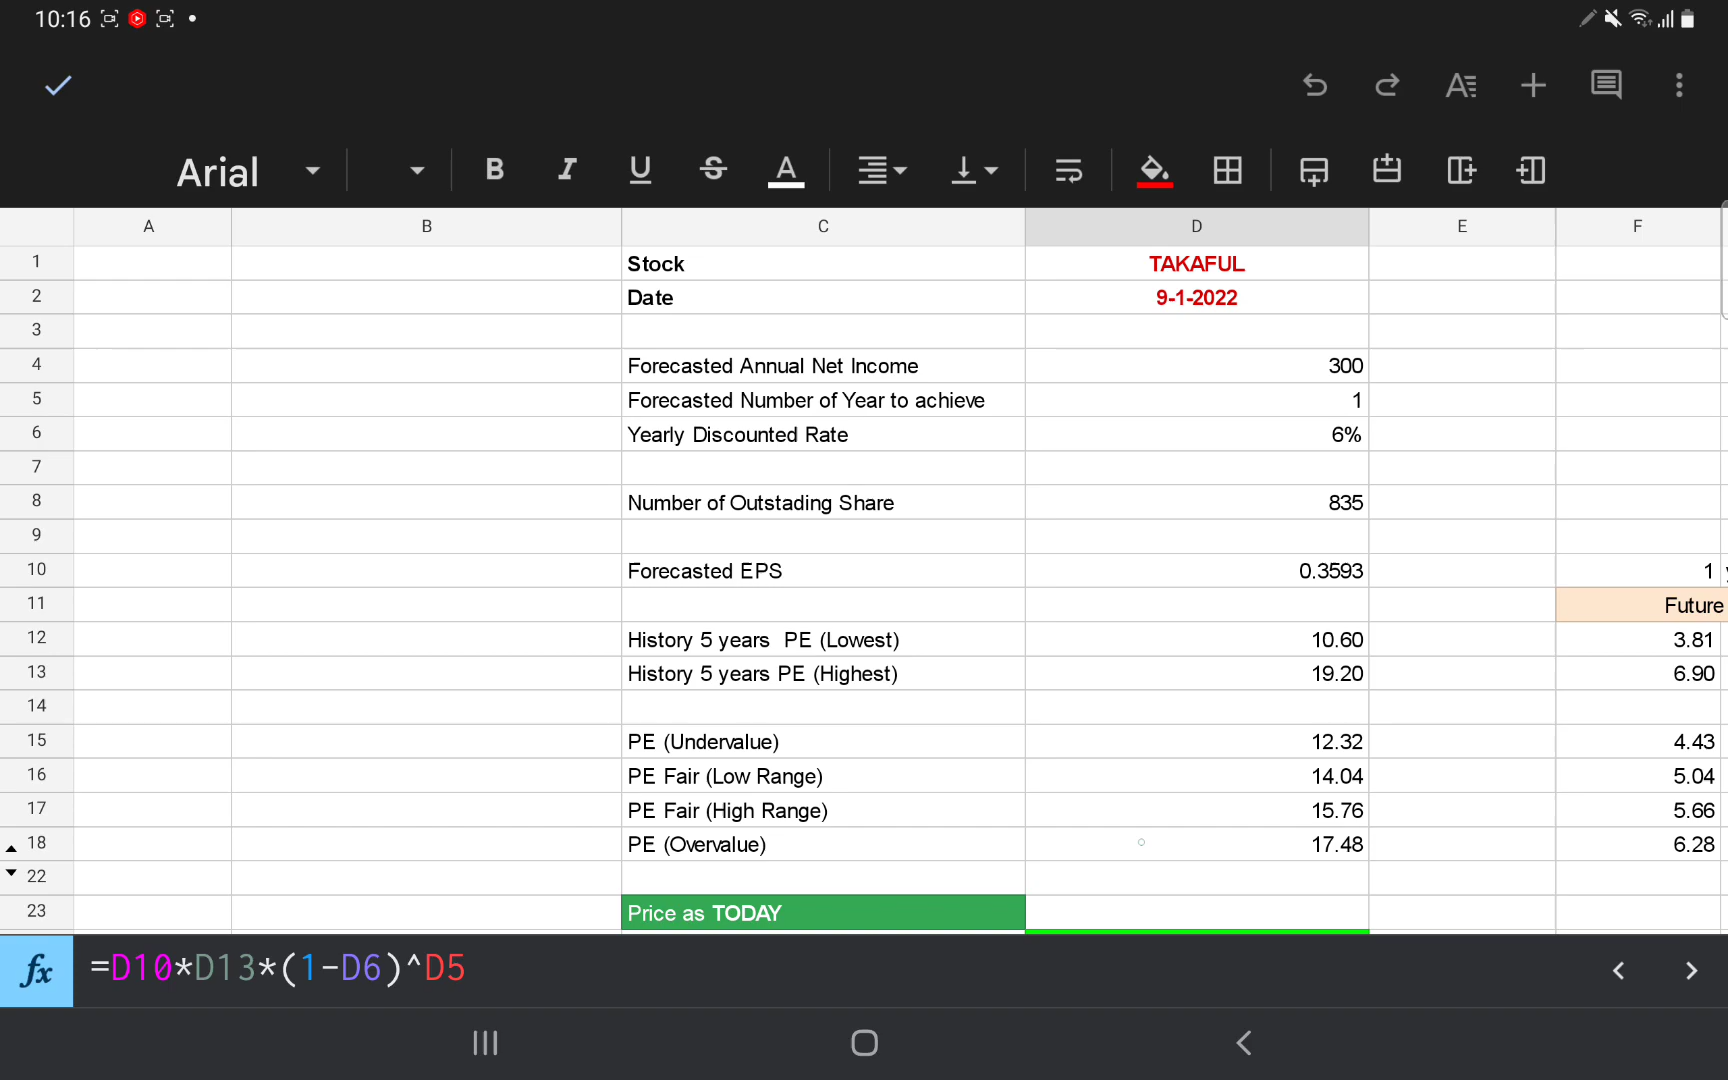 10:16
Arial
A B C D E F
1 Stock TAKAFUL
2 Date 9-1-2022
3
4 Forecasted Annual Net Income 300
5 Forecasted Number of Year to achieve 1
6 Yearly Discounted Rate 6%
7
8 Number of Outstading Share 835
9
10 Forecasted EPS 0.3593 1
11 Future
12 History 5 years PE (Lowest) 10.60 3.81
13 History 5 years PE (Highest) 19.20 6.90
14
15 PE (Undervalue) 12.32 4.43
16 PE Fair (Low Range) 14.04 5.04
17 PE Fair (High Range) 15.76 5.66
18 PE (Overvalue) 17.48 6.28
22
23 Price as TODAY
fx =D10*D13*(1-D6)^D5